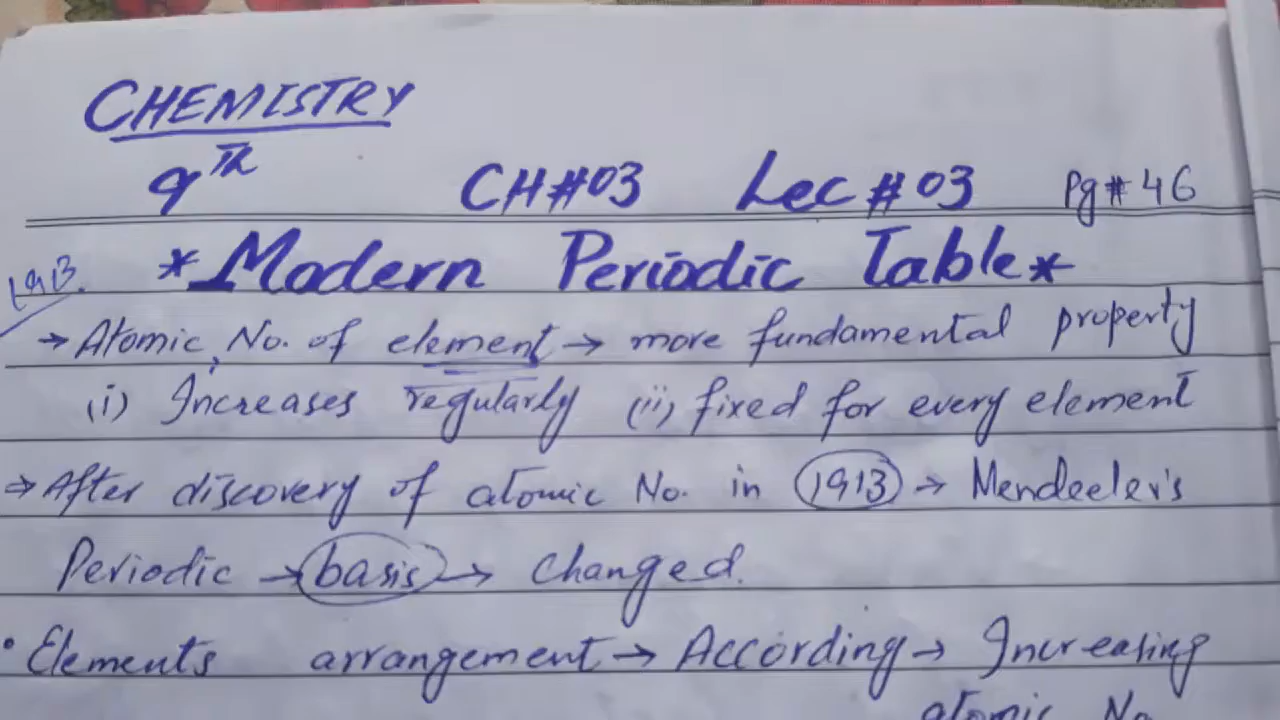 CHEMISTRY
9TH CH#03 Lec#03 Pg#46
1913.
*Modern Periodic Table*
→ Atomic No. of element → more fundamental property
(i) Increases regularly (ii) fixed for every element
⇒ After discovery of atomic No. in 1913 → Mendeelev's
Periodic → basis → changed.
• Elements arrangement → According → Increasing
atomic No.